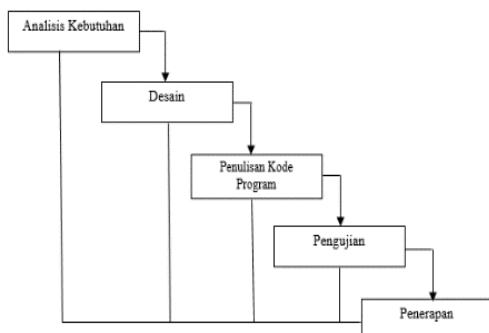 Analisis Kebutuhan
Desain
Penulisan Kode
Program
Pengujian
Penerapan